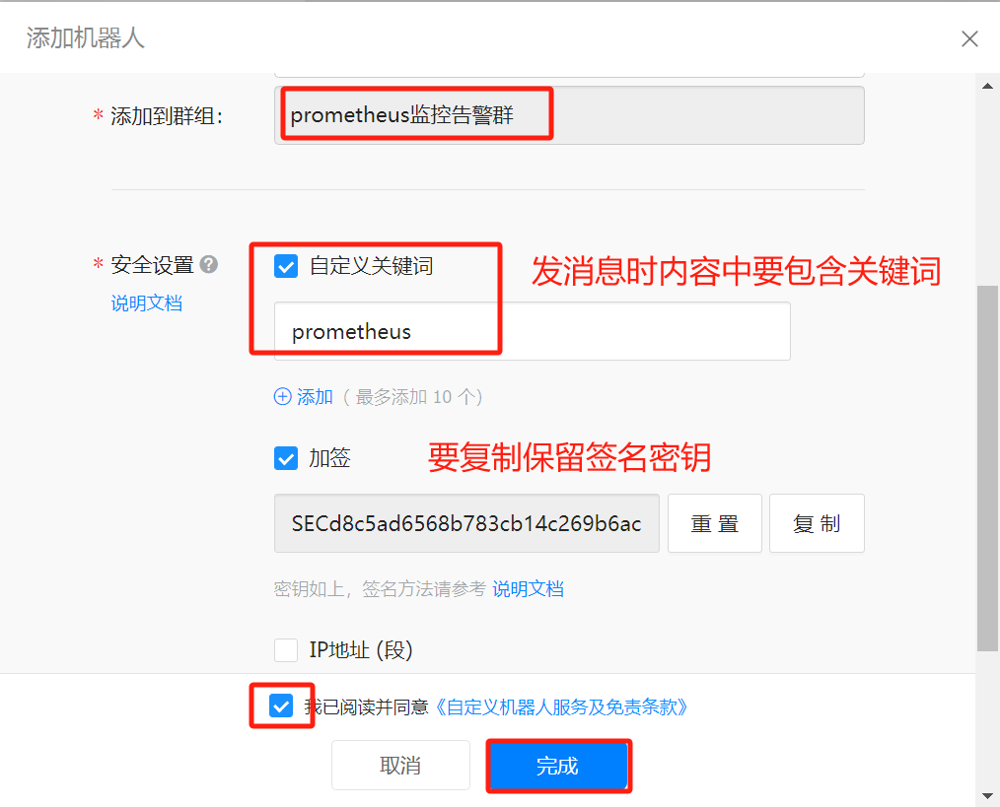 添加机器人
* 添加到群组：
prometheus监控告警群
* 安全设置 ?
自定义关键词
发消息时内容中要包含关键词
说明文档
prometheus
添加（ 最多添加 10 个）
加签
要复制保留签名密钥
SECd8c5ad6568b783cb14c269b6ac
重 置
复 制
密钥如上，签名方法请参考 说明文档
IP地址 (段)
我已阅读并同意《自定义机器人服务及免责条款》
取消
完成